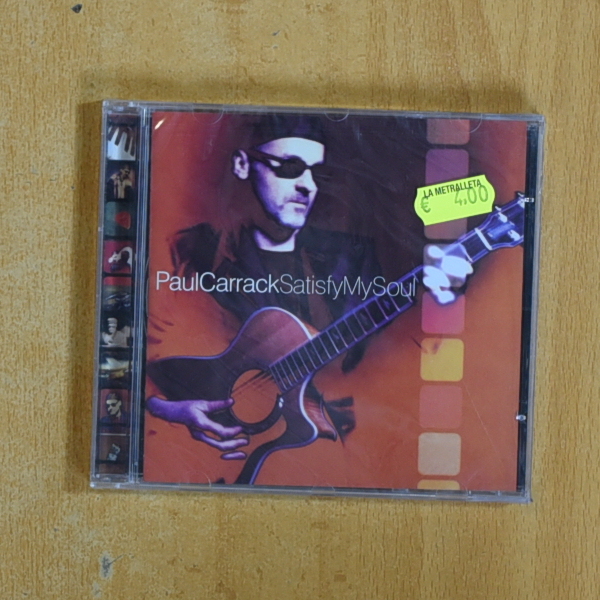 LA METRALLETA
€ 4,00
PaulCarrackSatisfyMySoul